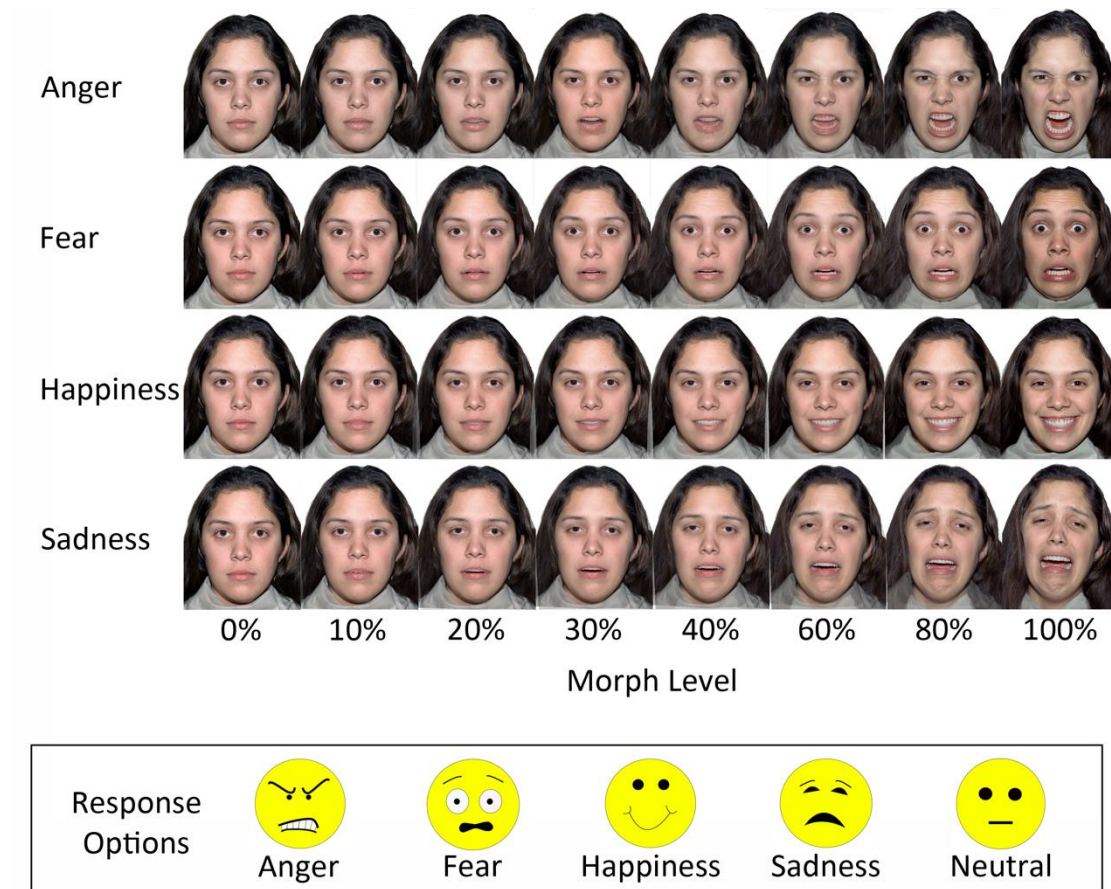 Anger
Fear
Happiness
Sadness
0% 10% 20% 30% 40% 60% 80% 100%
Morph Level
Response
Options
Anger Fear Happiness Sadness Neutral